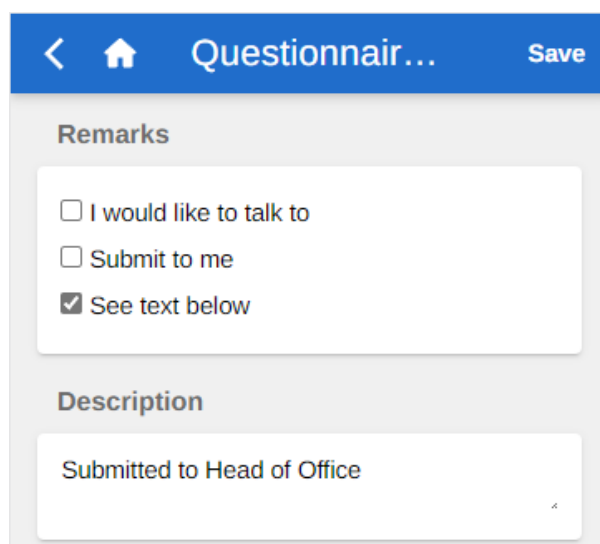 Questionnair... Save
Remarks
I would like to talk to
Submit to me
See text below
Description
Submitted to Head of Office